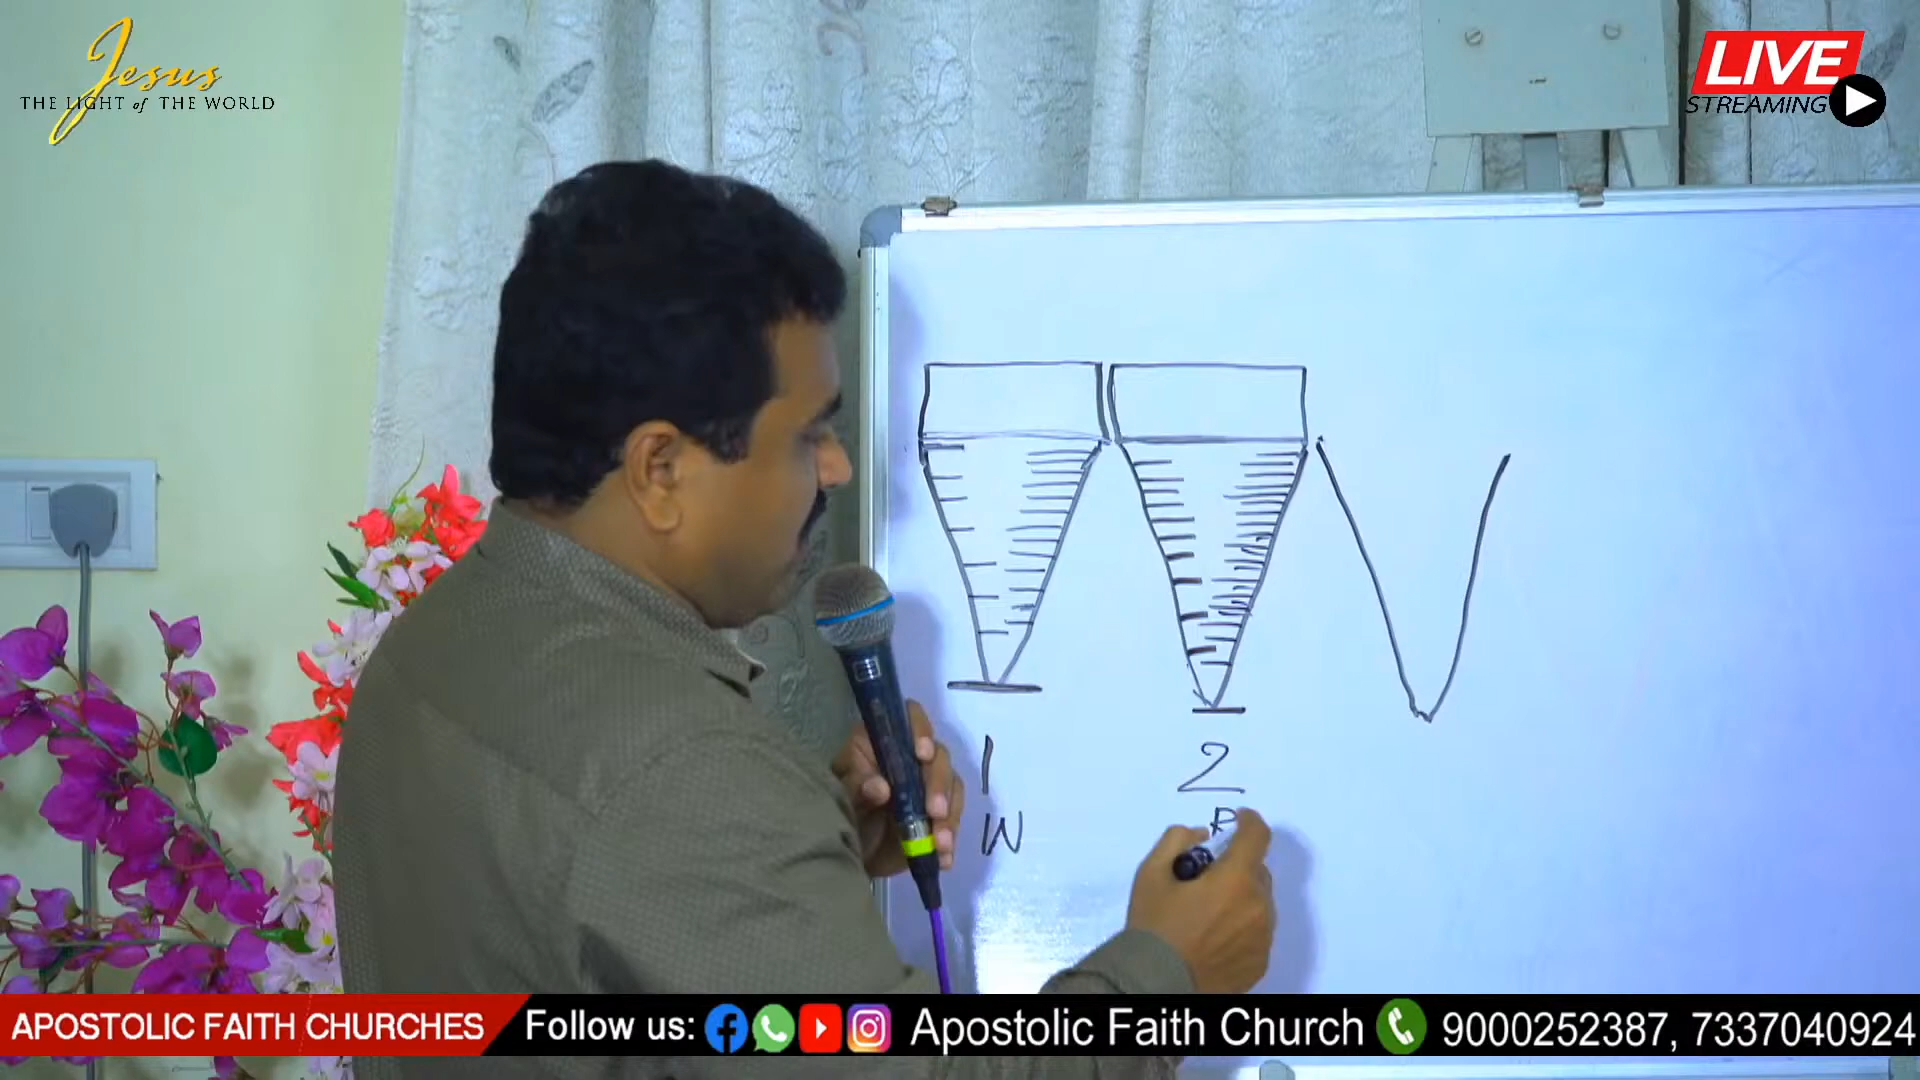 Jesus
THE LIGHT of THE WORLD
LIVE
STREAMING
1
2
W
APOSTOLIC FAITH CHURCHES
Follow us:
Apostolic Faith Church
9000252387, 7337040924